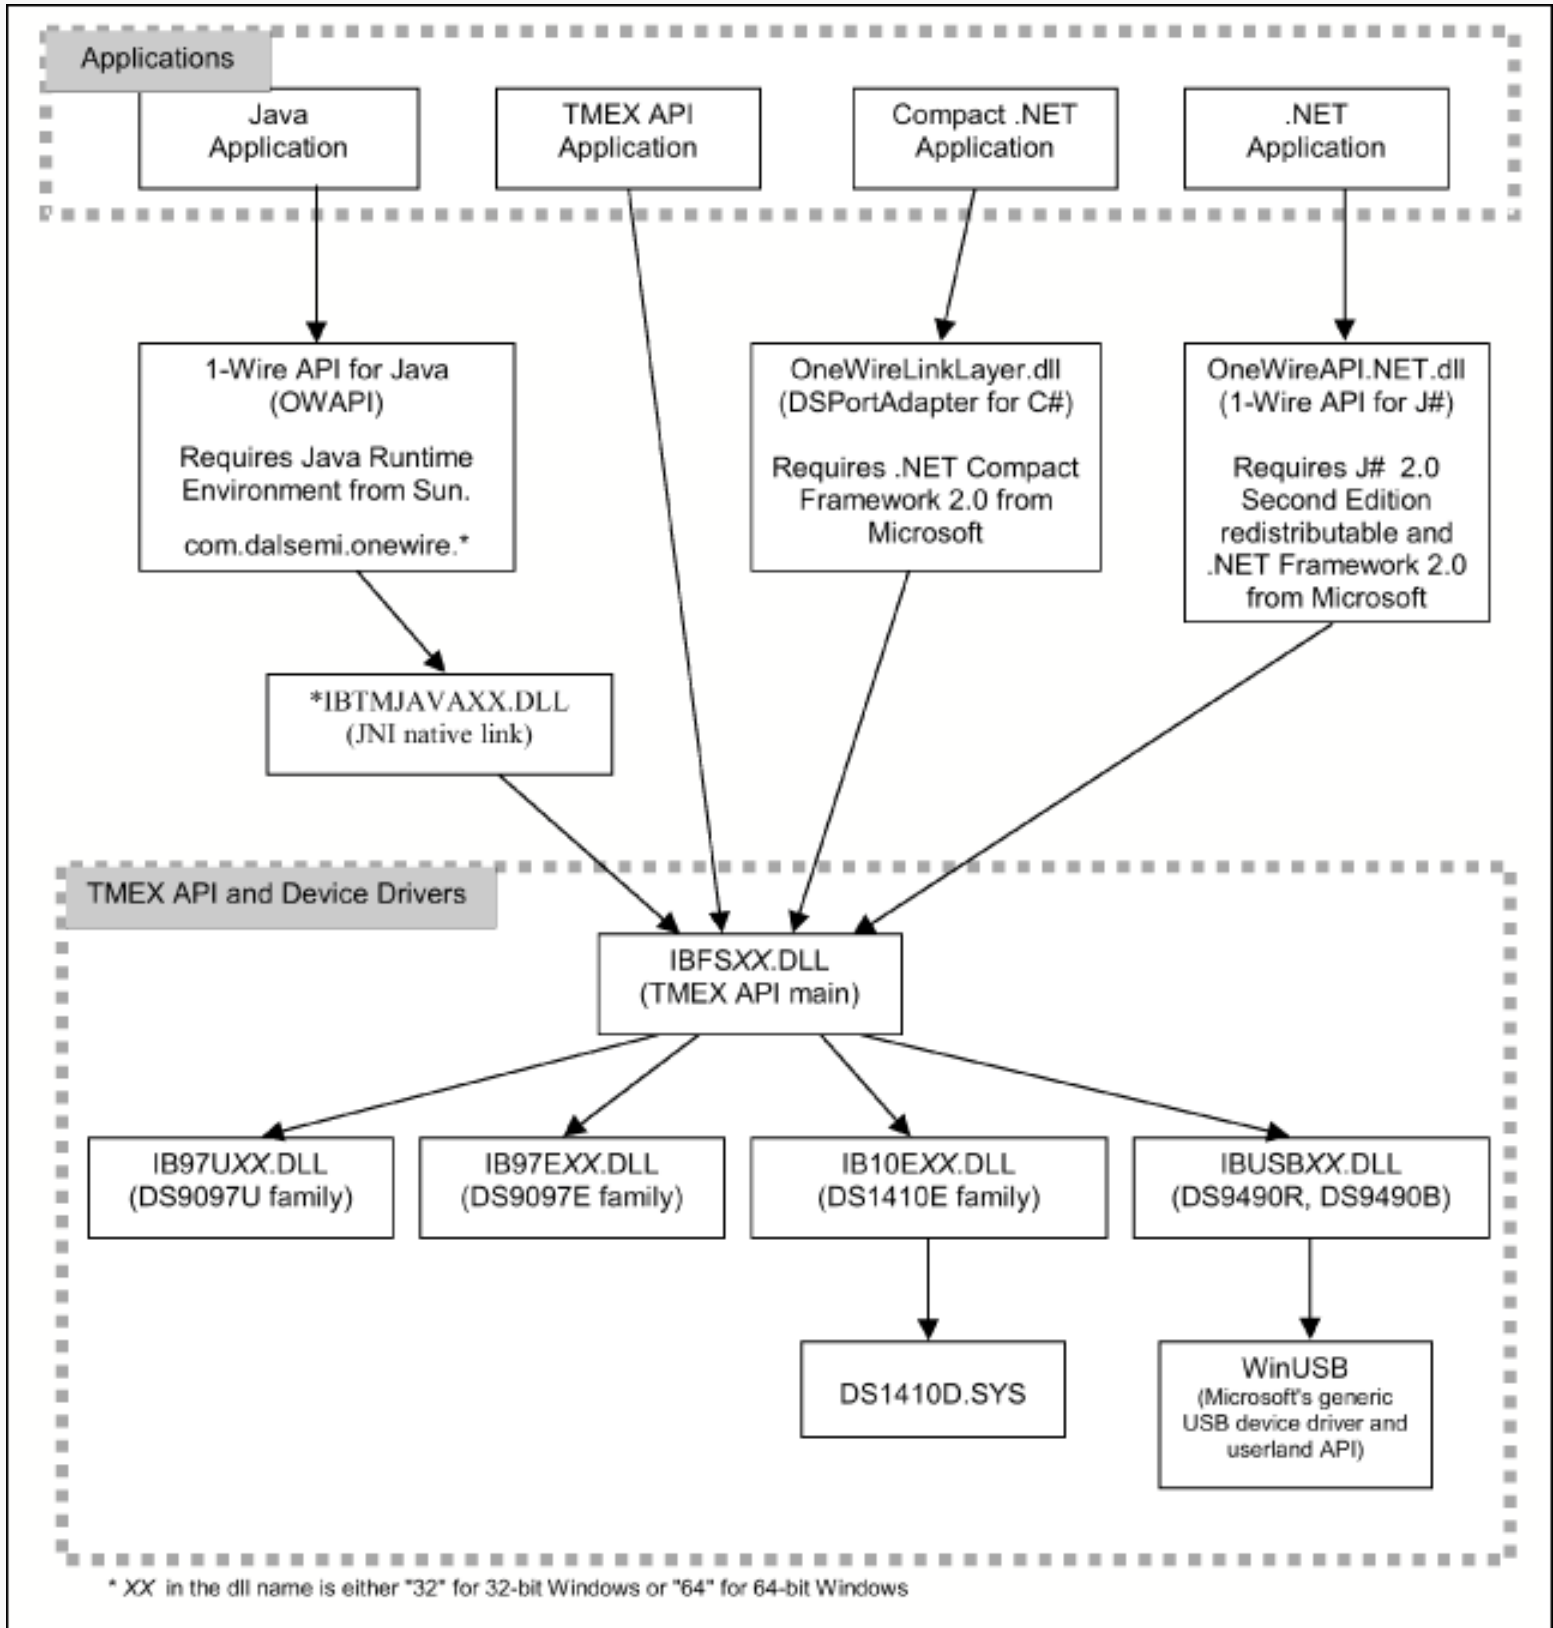 Applications
Java
Application
TMEX API
Application
Compact .NET
Application
.NET
Application
1-Wire API for Java
(OWAPI)
Requires Java Runtime
Environment from Sun.
com.dalsemi.onewire.*
OneWireLinkLayer.dll
(DSPortAdapter for C#)
Requires .NET Compact
Framework 2.0 from
Microsoft
OneWireAPI.NET.dll
(1-Wire API for J#)
Requires J# 2.0
Second Edition
redistributable and
.NET Framework 2.0
from Microsoft
*IBTMJAVAXX.DLL
(JNI native link)
TMEX API and Device Drivers
IBFSXX.DLL
(TMEX API main)
IB97UXX.DLL
(DS9097U family)
IB97EXX.DLL
(DS9097E family)
IB10EXX.DLL
(DS1410E family)
IBUSBXX.DLL
(DS9490R, DS9490B)
DS1410D.SYS
WinUSB
(Microsoft's generic
USB device driver and
userland API)
* XX in the dll name is either "32" for 32-bit Windows or "64" for 64-bit Windows